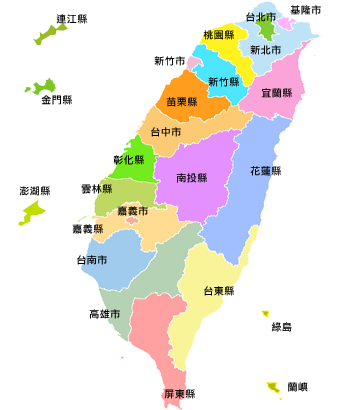 基隆市
台北市
連江縣
桃園縣
新北市
新竹市
新竹縣
宜蘭縣
金門縣
苗栗縣
台中市
彰化縣
花蓮縣
南投縣
雲林縣
澎湖縣
嘉義市
嘉義縣
台南市
台東縣
高雄市
綠島
蘭嶼
屏東縣